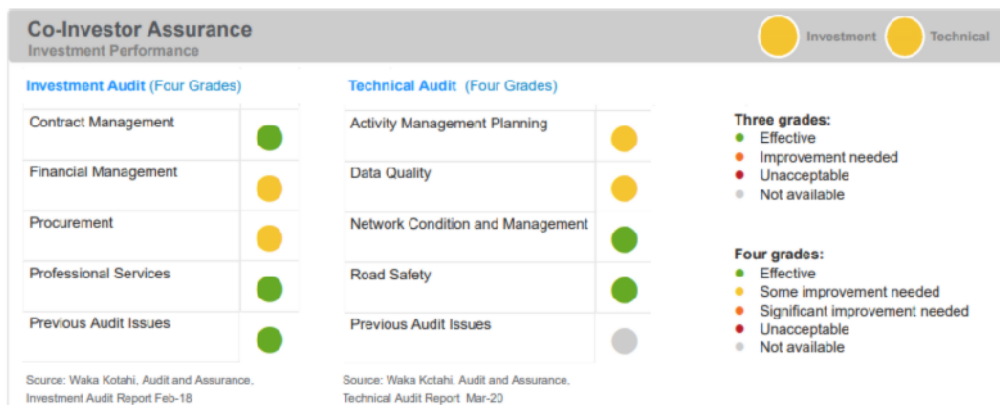 Co-Investor Assurance
Investment Performance
Investment
Technical
Investment Audit (Four Grades)
Contract Management
Financial Management
Procurement
Professional Services
Previous Audit Issues
Source: Waka Kotahi, Audit and Assurance,
Investment Audit Report Feb-18
Technical Audit (Four Grades)
Activity Management Planning
Data Quality
Network Condition and Management
Road Safety
Previous Audit Issues
Source: Waka Kotahi, Audit and Assurance,
Technical Audit Report Mar-20
Three grades:
Effective
Improvement needed
Unacceptable
Not available
Four grades:
Effective
Some improvement needed
Significant improvement needed
Unacceptable
Not available